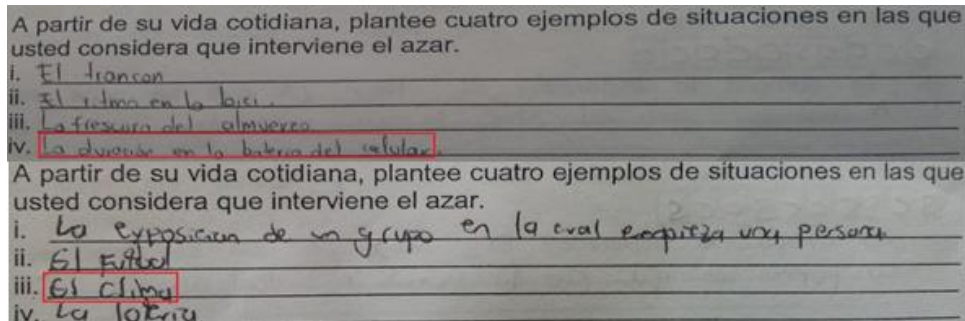 A partir de su vida cotidiana, plantee cuatro ejemplos de situaciones en las que
usted considera que interviene el azar.
i. El trancon
ii. El ritmo en la bici.
iii. La frescura del almuerzo
iv. La duración en la bateria del celular.
A partir de su vida cotidiana, plantee cuatro ejemplos de situaciones en las que
usted considera que interviene el azar.
i. La exposicion de un grupo en la cual empieza una persona
ii. El Futbol
iii. El clima
iv. La loteria